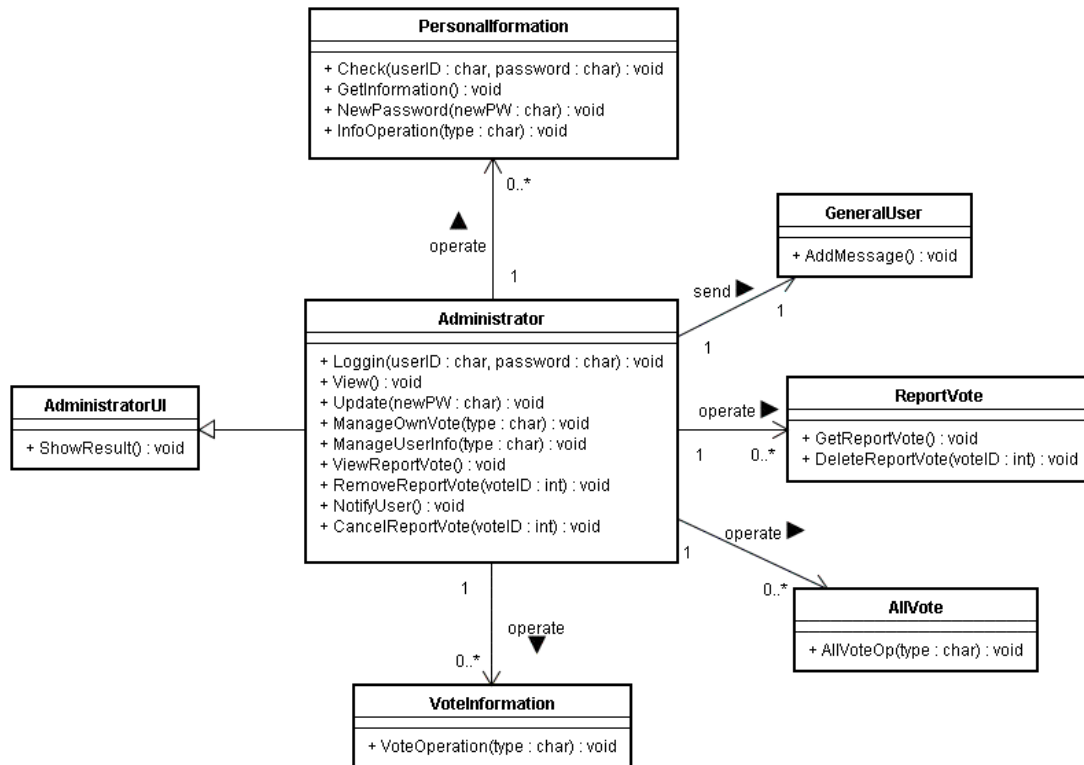 PersonalIformation
+ Check(userID : char, password : char) : void
+ GetInformation() : void
+ NewPassword(newPW : char) : void
+ InfoOperation(type : char) : void
0..*
operate
1
GeneralUser
+ AddMessage() : void
send
1
1
Administrator
+ Loggin(userID : char, password : char) : void
+ View() : void
+ Update(newPW : char) : void
+ ManageOwnVote(type : char) : void
+ ManageUserInfo(type : char) : void
+ ViewReportVote() : void
+ RemoveReportVote(voteID : int) : void
+ NotifyUser() : void
+ CancelReportVote(voteID : int) : void
AdministratorUI
+ ShowResult() : void
operate
1
0..*
ReportVote
+ GetReportVote() : void
+ DeleteReportVote(voteID : int) : void
operate
1
0..*
AllVote
+ AllVoteOp(type : char) : void
1
operate
0..*
VoteInformation
+ VoteOperation(type : char) : void